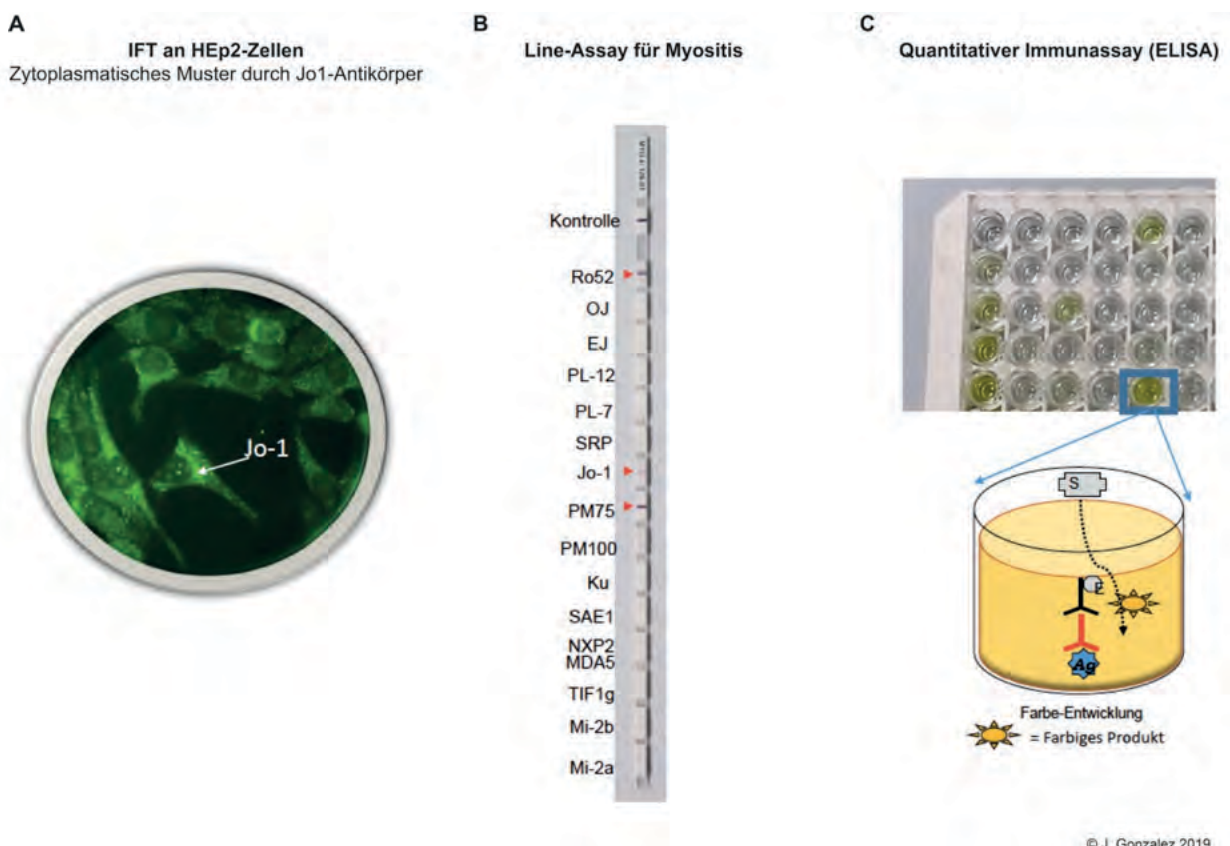 A
IFT an HEp2-Zellen
Zytoplasmatisches Muster durch Jo1-Antikörper
Jo-1
B
Line-Assay für Myositis
Kontrolle
Ro52
OJ
EJ
PL-12
PL-7
SRP
Jo-1
PM75
PM100
Ku
SAE1
NXP2
MDA5
TIF1g
Mi-2b
Mi-2a
C
Quantitativer Immunassay (ELISA)
S
E
Ag
Farbe-Entwicklung
= Farbiges Produkt
© J. Gonzalez 2019